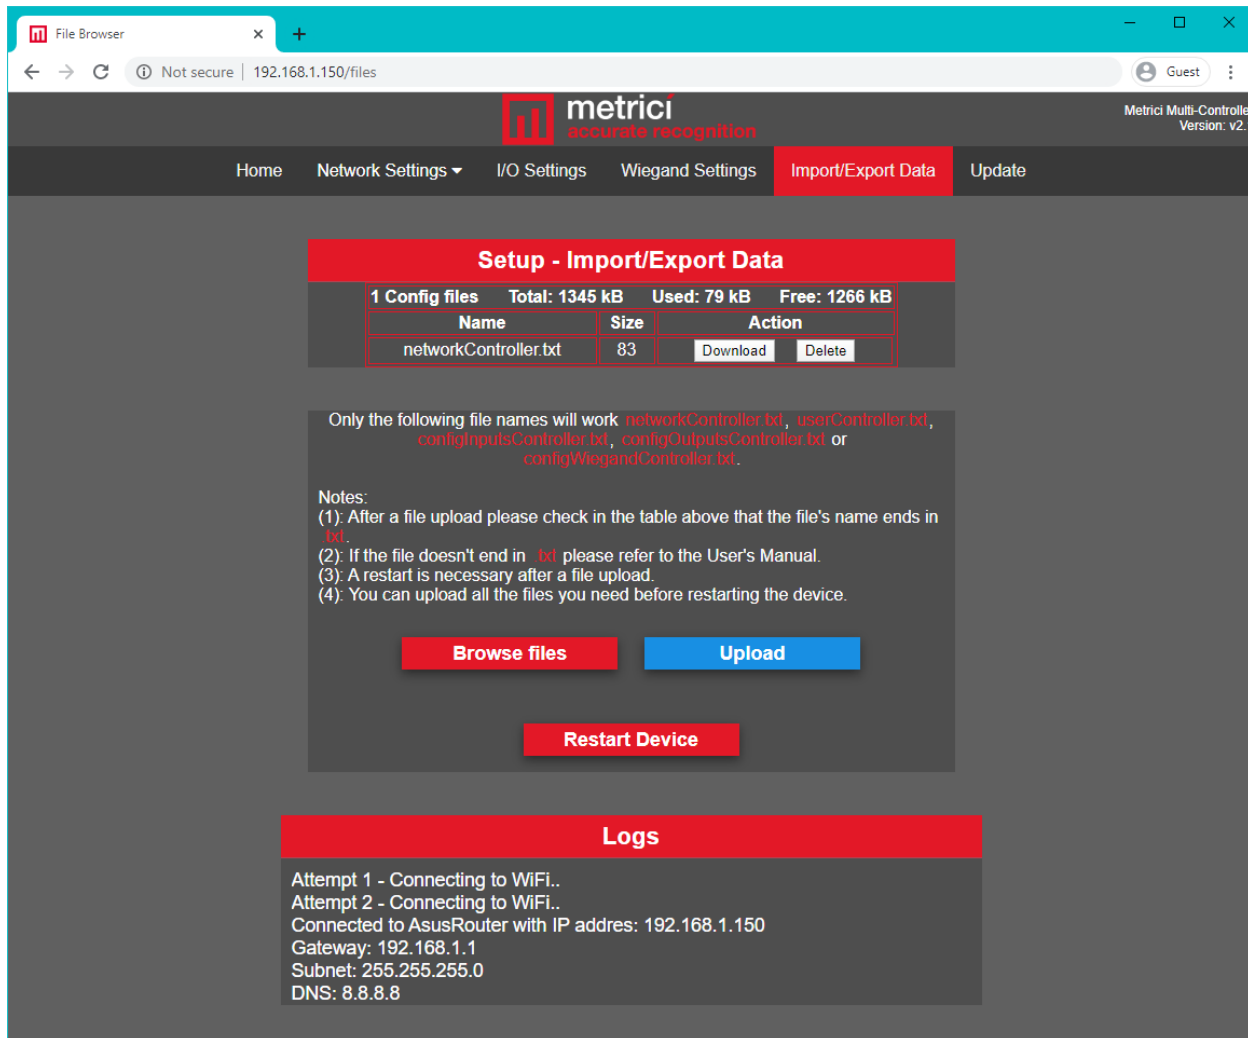 File Browser
Not secure | 192.168.1.150/files
Guest
metrici
accurate recognition
Metrici Multi-Controlle
Version: v2.
Home Network Settings I/O Settings Wiegand Settings Import/Export Data Update
Setup - Import/Export Data
1 Config files Total: 1345 kB Used: 79 kB Free: 1266 kB
Name Size Action
networkController.txt 83 Download Delete
Only the following file names will work networkController.txt, userController.txt,
configInputsController.txt, configOutputsController.txt or
configWiegandController.txt.
Notes:
(1): After a file upload please check in the table above that the file's name ends in
.txt.
(2): If the file doesn't end in .txt please refer to the User's Manual.
(3): A restart is necessary after a file upload.
(4): You can upload all the files you need before restarting the device.
Browse files Upload
Restart Device
Logs
Attempt 1 - Connecting to WiFi..
Attempt 2 - Connecting to WiFi..
Connected to AsusRouter with IP addres: 192.168.1.150
Gateway: 192.168.1.1
Subnet: 255.255.255.0
DNS: 8.8.8.8